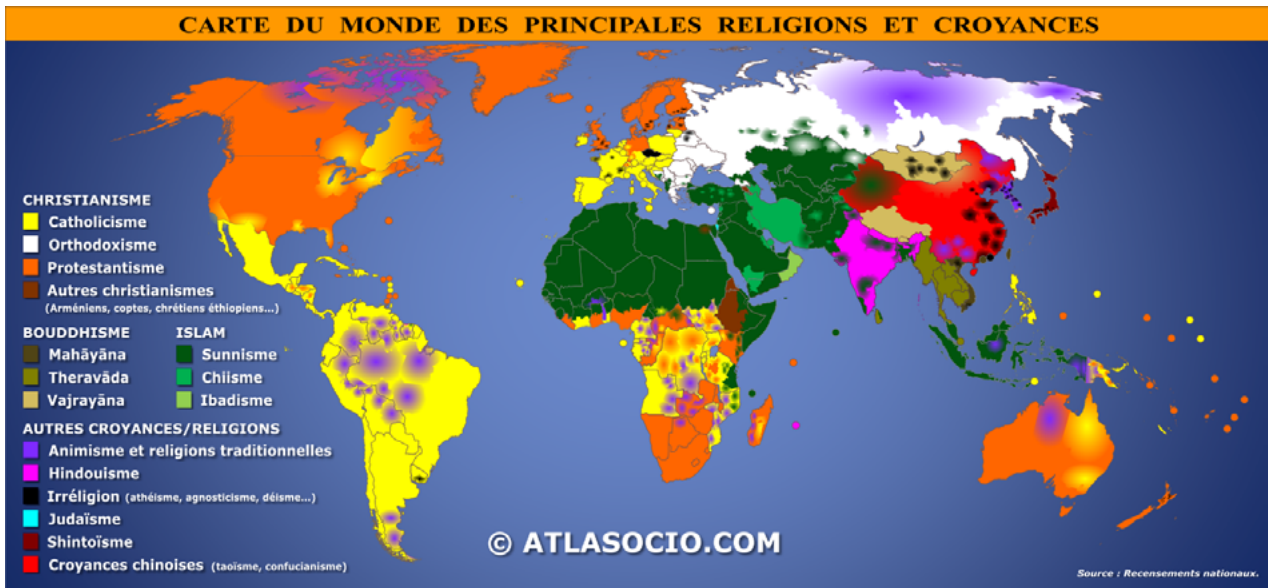 CARTE DU MONDE DES PRINCIPALES RELIGIONS ET CROYANCES
CHRISTIANISME
Catholicisme
Orthodoxisme
Protestantisme
Autres christianismes
(Arméniens, coptes, chrétiens éthiopiens...)
BOUDDHISME
Mahāyāna
Theravāda
Vajrayāna
ISLAM
Sunnisme
Chiisme
Ibadisme
AUTRES CROYANCES/RELIGIONS
Animisme et religions traditionnelles
Hindouisme
Irréligion (athéisme, agnosticisme, déisme...)
Judaïsme
Shintoïsme
Croyances chinoises (taoïsme, confucianisme)
© ATLASOCIO.COM
Source : Recensements nationaux.